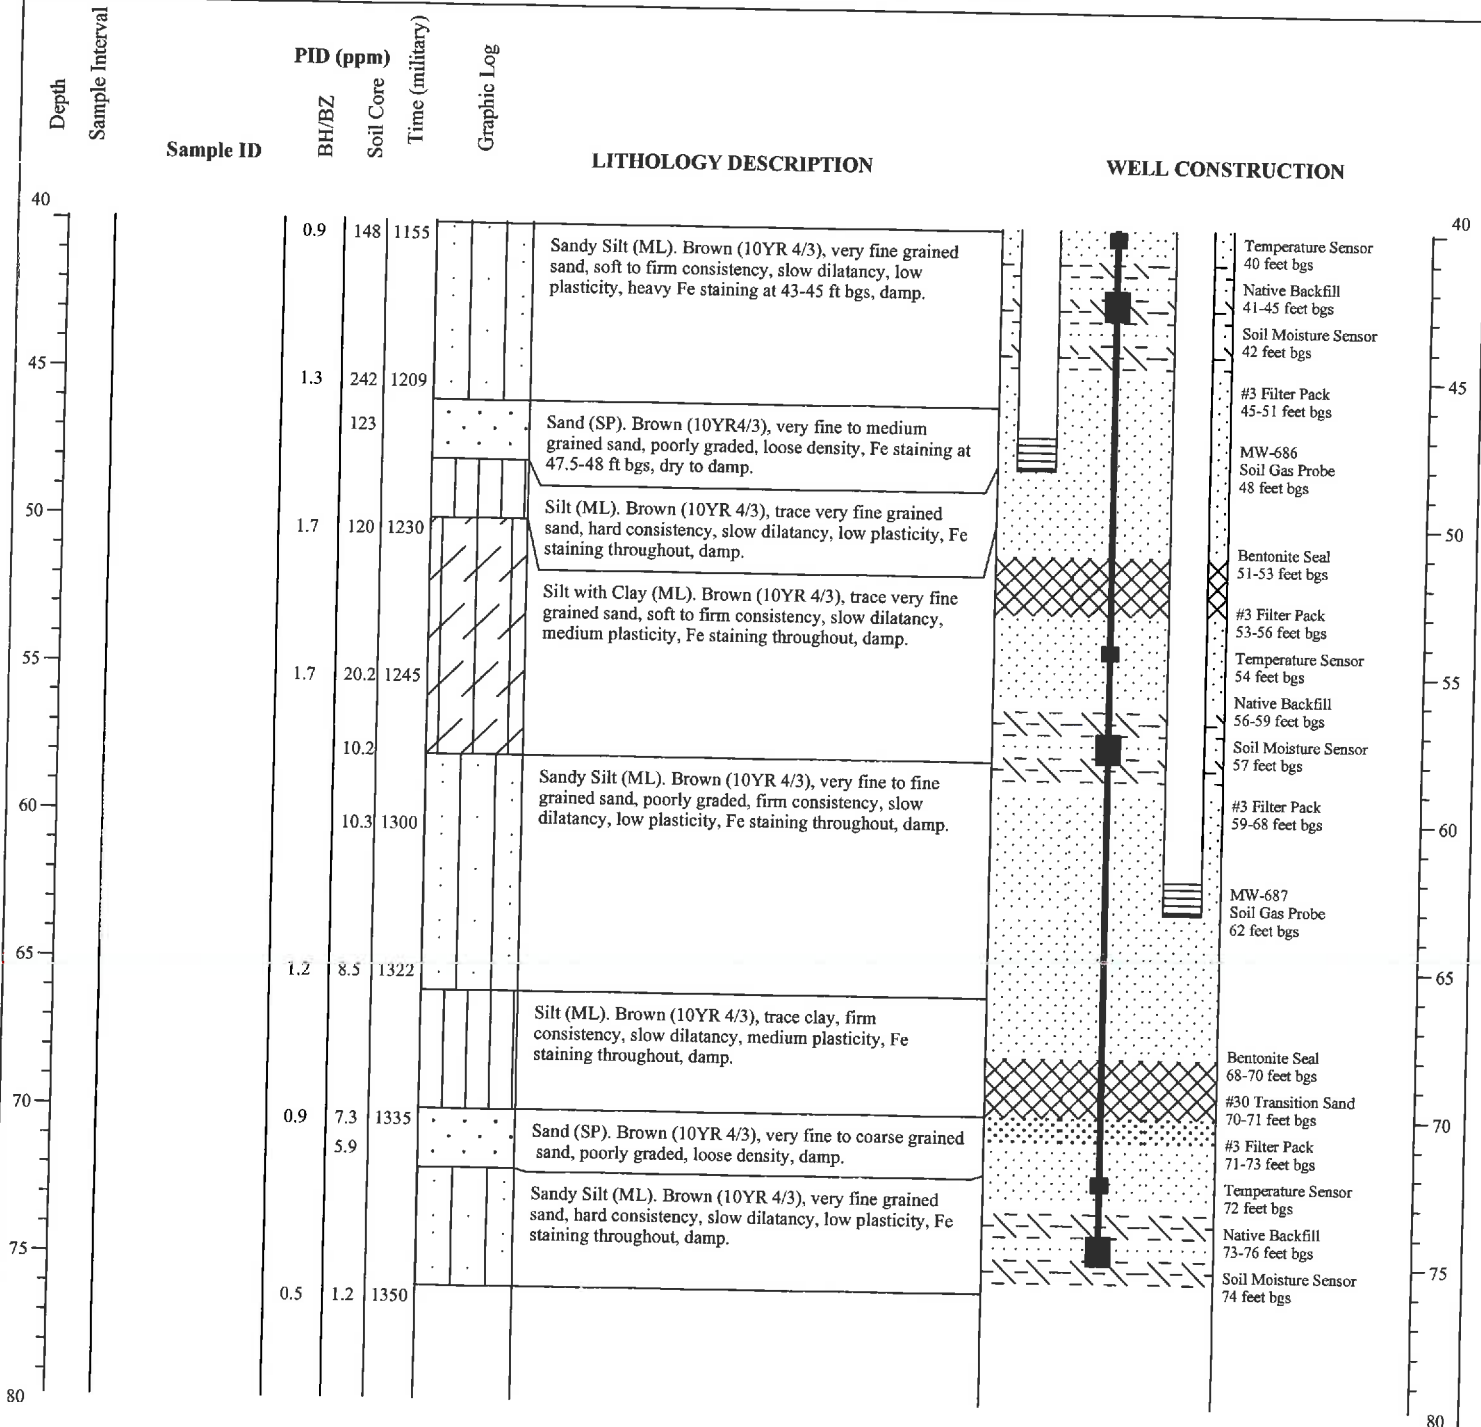 Depth
Sample Interval
Sample ID
PID (ppm)
BH/BZ
Soil Core
Time (military)
Graphic Log
LITHOLOGY DESCRIPTION
WELL CONSTRUCTION
40
45
50
55
60
65
70
75
80
0.9 148 1155
1.3 242 1209
123
1.7 120 1230
1.7 20.2 1245
10.2
10.3 1300
1.2 8.5 1322
0.9 7.3 1335
5.9
0.5 1.2 1350
Sandy Silt (ML). Brown (10YR 4/3), very fine grained
sand, soft to firm consistency, slow dilatancy, low
plasticity, heavy Fe staining at 43-45 ft bgs, damp.
Sand (SP). Brown (10YR4/3), very fine to medium
grained sand, poorly graded, loose density, Fe staining at
47.5-48 ft bgs, dry to damp.
Silt (ML). Brown (10YR 4/3), trace very fine grained
sand, hard consistency, slow dilatancy, low plasticity, Fe
staining throughout, damp.
Silt with Clay (ML). Brown (10YR 4/3), trace very fine
grained sand, soft to firm consistency, slow dilatancy,
medium plasticity, Fe staining throughout, damp.
Sandy Silt (ML). Brown (10YR 4/3), very fine to fine
grained sand, poorly graded, firm consistency, slow
dilatancy, low plasticity, Fe staining throughout, damp.
Silt (ML). Brown (10YR 4/3), trace clay, firm
consistency, slow dilatancy, medium plasticity, Fe
staining throughout, damp.
Sand (SP). Brown (10YR 4/3), very fine to coarse grained
sand, poorly graded, loose density, damp.
Sandy Silt (ML). Brown (10YR 4/3), very fine grained
sand, hard consistency, slow dilatancy, low plasticity, Fe
staining throughout, damp.
Temperature Sensor
40 feet bgs
Native Backfill
41-45 feet bgs
Soil Moisture Sensor
42 feet bgs
#3 Filter Pack
45-51 feet bgs
MW-686
Soil Gas Probe
48 feet bgs
Bentonite Seal
51-53 feet bgs
#3 Filter Pack
53-56 feet bgs
Temperature Sensor
54 feet bgs
Native Backfill
56-59 feet bgs
Soil Moisture Sensor
57 feet bgs
#3 Filter Pack
59-68 feet bgs
MW-687
Soil Gas Probe
62 feet bgs
Bentonite Seal
68-70 feet bgs
#30 Transition Sand
70-71 feet bgs
#3 Filter Pack
71-73 feet bgs
Temperature Sensor
72 feet bgs
Native Backfill
73-76 feet bgs
Soil Moisture Sensor
74 feet bgs
40
45
50
55
60
65
70
75
80